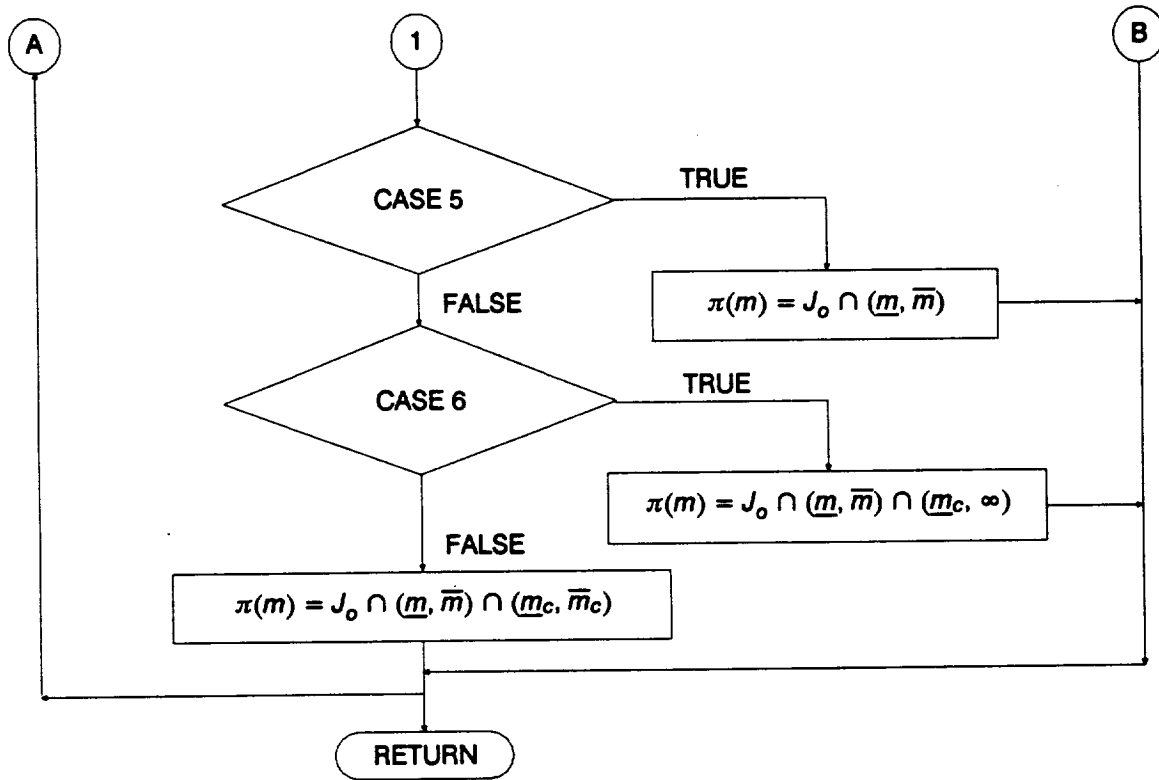 A
1
B
CASE 5
TRUE
π(m) = J_o ∩ (m̲, m̅)
FALSE
CASE 6
TRUE
π(m) = J_o ∩ (m̲, m̅) ∩ (m̲_c, ∞)
FALSE
π(m) = J_o ∩ (m̲, m̅) ∩ (m̲_c, m̅_c)
RETURN